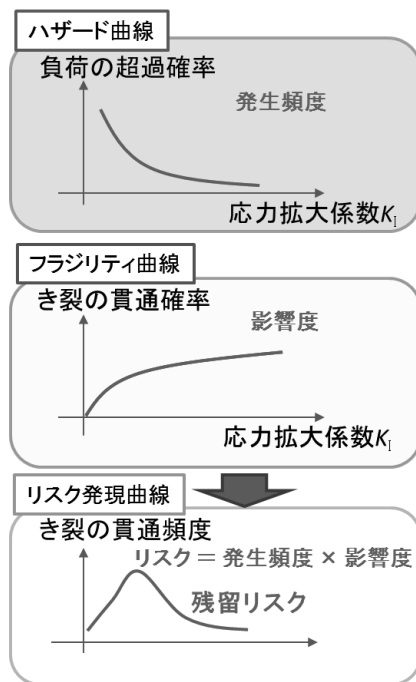 ハザード曲線
負荷の超過確率
発生頻度
応力拡大係数KⅠ
フラジリティ曲線
き裂の貫通確率
影響度
応力拡大係数KⅠ
リスク発現曲線
き裂の貫通頻度
リスク＝発生頻度 × 影響度
残留リスク